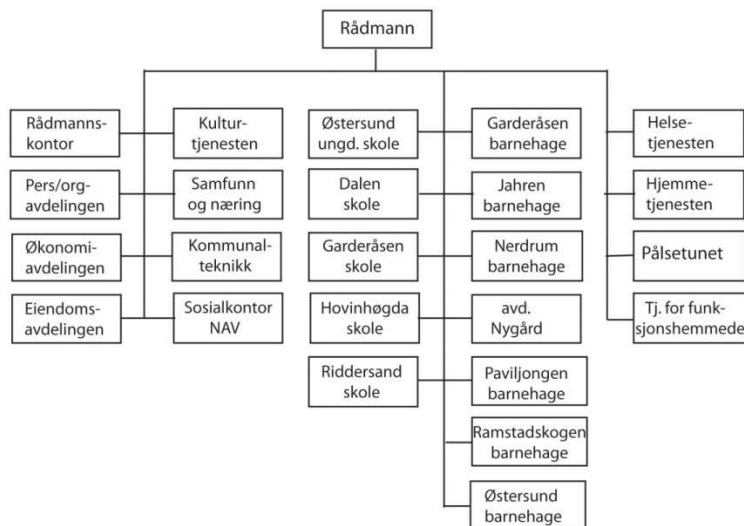 Rådmann
Rådmanns-
kontor
Kultur-
tjenesten
Østersund
ungd. skole
Garderåsen
barnehage
Helse-
tjenesten
Pers/org-
avdelingen
Samfunn
og næring
Dalen
skole
Jahren
barnehage
Hjemme-
tjenesten
Økonomi-
avdelingen
Kommunal-
teknikk
Garderåsen
skole
Nerdrum
barnehage
Pålsetunet
Eiendoms-
avdelingen
Sosialkontor
NAV
Hovinhøgda
skole
avd.
Nygård
Tj. for funk-
sjonshemmede
Riddersand
skole
Paviljongen
barnehage
Ramstadskogen
barnehage
Østersund
barnehage